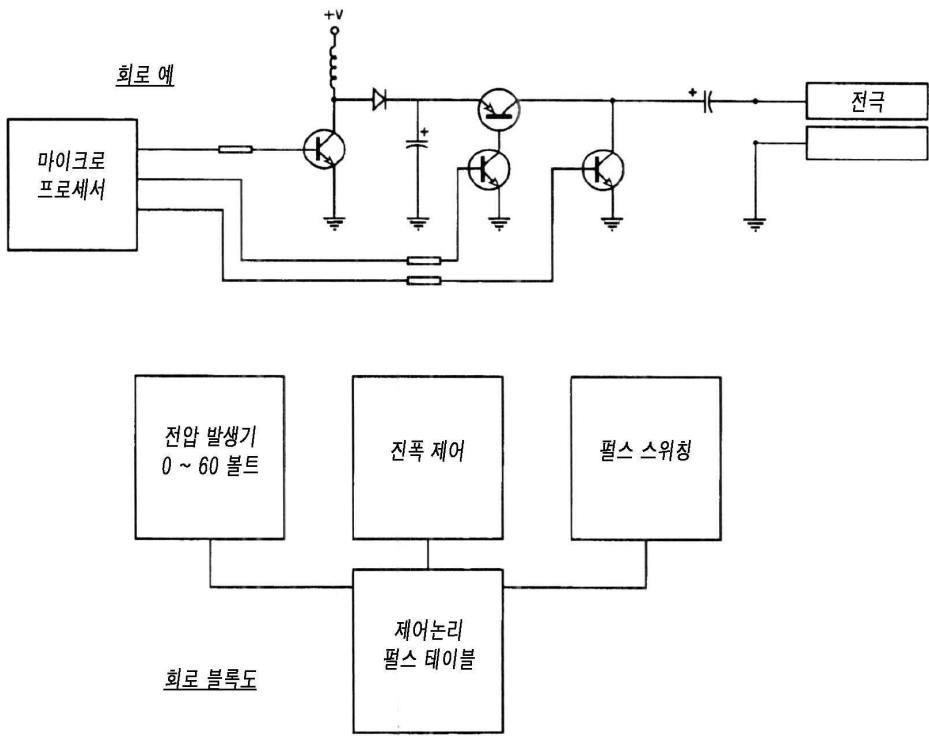 +V
회로 예
마이크로
프로세서
+
+
전극
전압 발생기
0 ~ 60 볼트
진폭 제어
펄스 스위칭
제어논리
펄스 테이블
회로 블록도